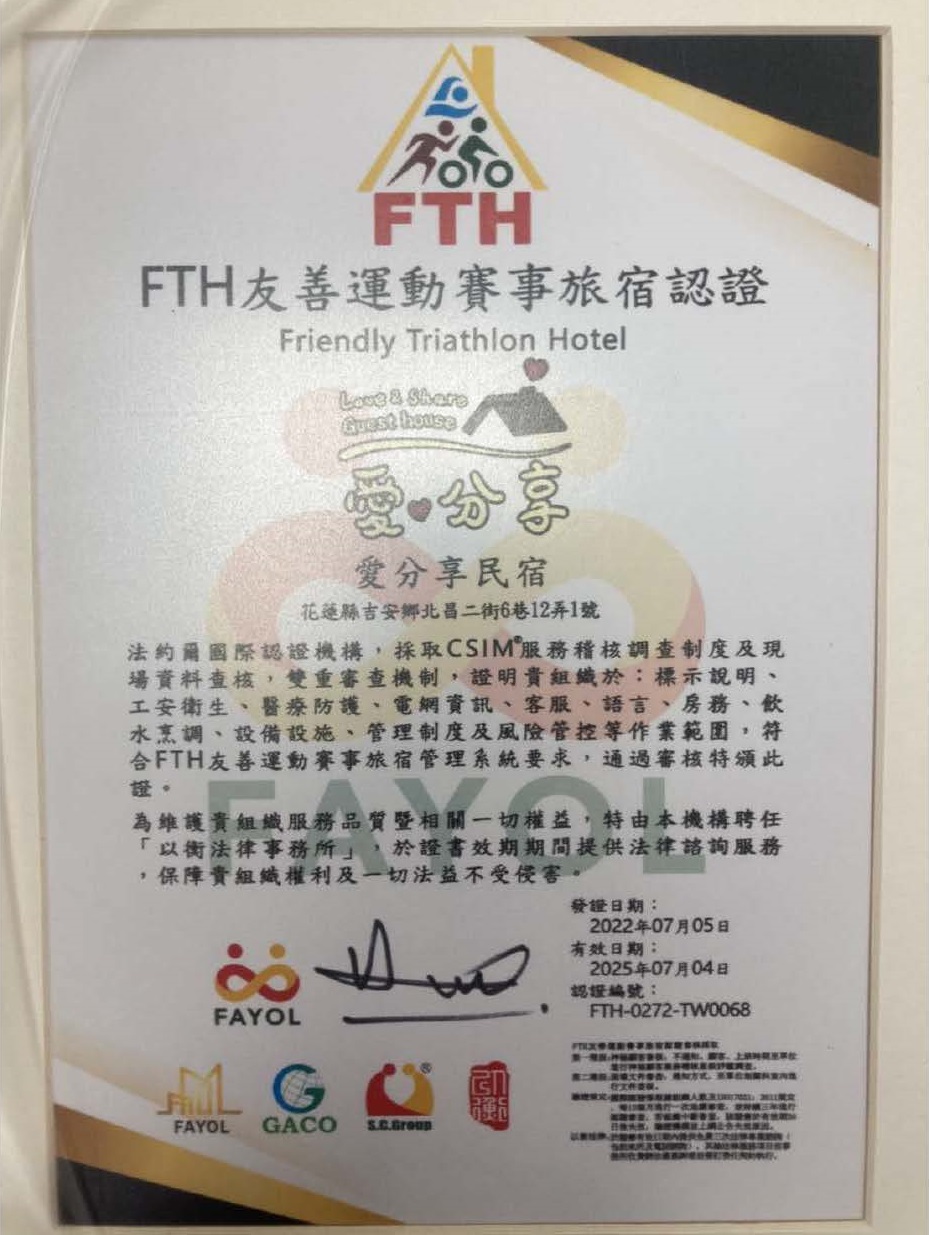 FTH
FTH友善運動賽事旅宿認證
Friendly Triathlon Hotel
Love & Share
Guest house
愛分享
愛分享民宿
花蓮縣吉安鄉北昌二街6巷12弄1號
法約爾國際認證機構，採取CSIM®服務稽核調查制度及現
場資料查核，雙重審查機制，證明貴組織於：標示說明、
工安衛生、醫療防護、電網資訊、客服、語言、房務、飲
水烹調、設備設施、管理制度及風險管控等作業範圍，符
合FTH友善運動賽事旅宿管理系統要求，通過審核特頒此
證。
FAYOL
為維護貴組織服務品質暨相關一切權益，特由本機構聘任
「以衡法律事務所」，於證書效期期間提供法律諮詢服務
，保障貴組織權利及一切法益不受侵害。
發證日期：
2022年07月05日
有效日期：
2025年07月04日
認證編號：
FTH-0272-TW0068
FAYOL
FAYOL
GACO
S.C.Group
®